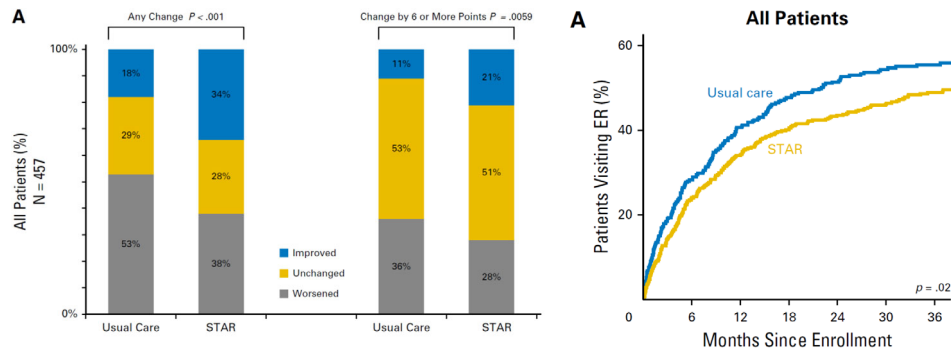 A
Any Change P < .001
Change by 6 or More Points P = .0059
100%
0%
All Patients (%)
N = 457
18%
29%
53%
34%
28%
38%
11%
53%
36%
21%
51%
28%
Improved
Unchanged
Worsened
Usual Care
STAR
Usual Care
STAR
A
All Patients
Patients Visiting ER (%)
60
40
20
Usual care
STAR
p = .02
0
6
12
18
24
30
36
Months Since Enrollment